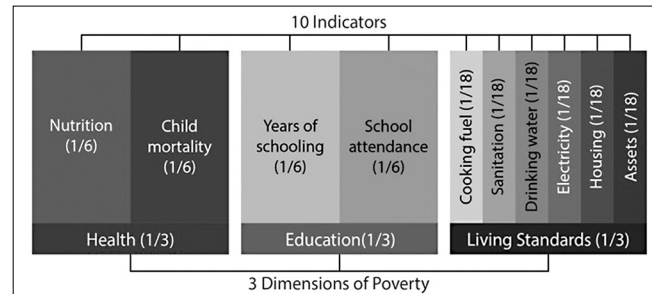 10 Indicators
Nutrition
(1/6)
Child
mortality
(1/6)
Years of
schooling
(1/6)
School
attendance
(1/6)
Cooking fuel (1/18)
Sanitation (1/18)
Drinking water (1/18)
Electricity (1/18)
Housing (1/18)
Assets (1/18)
Health (1/3)
Education(1/3)
Living Standards (1/3)
3 Dimensions of Poverty